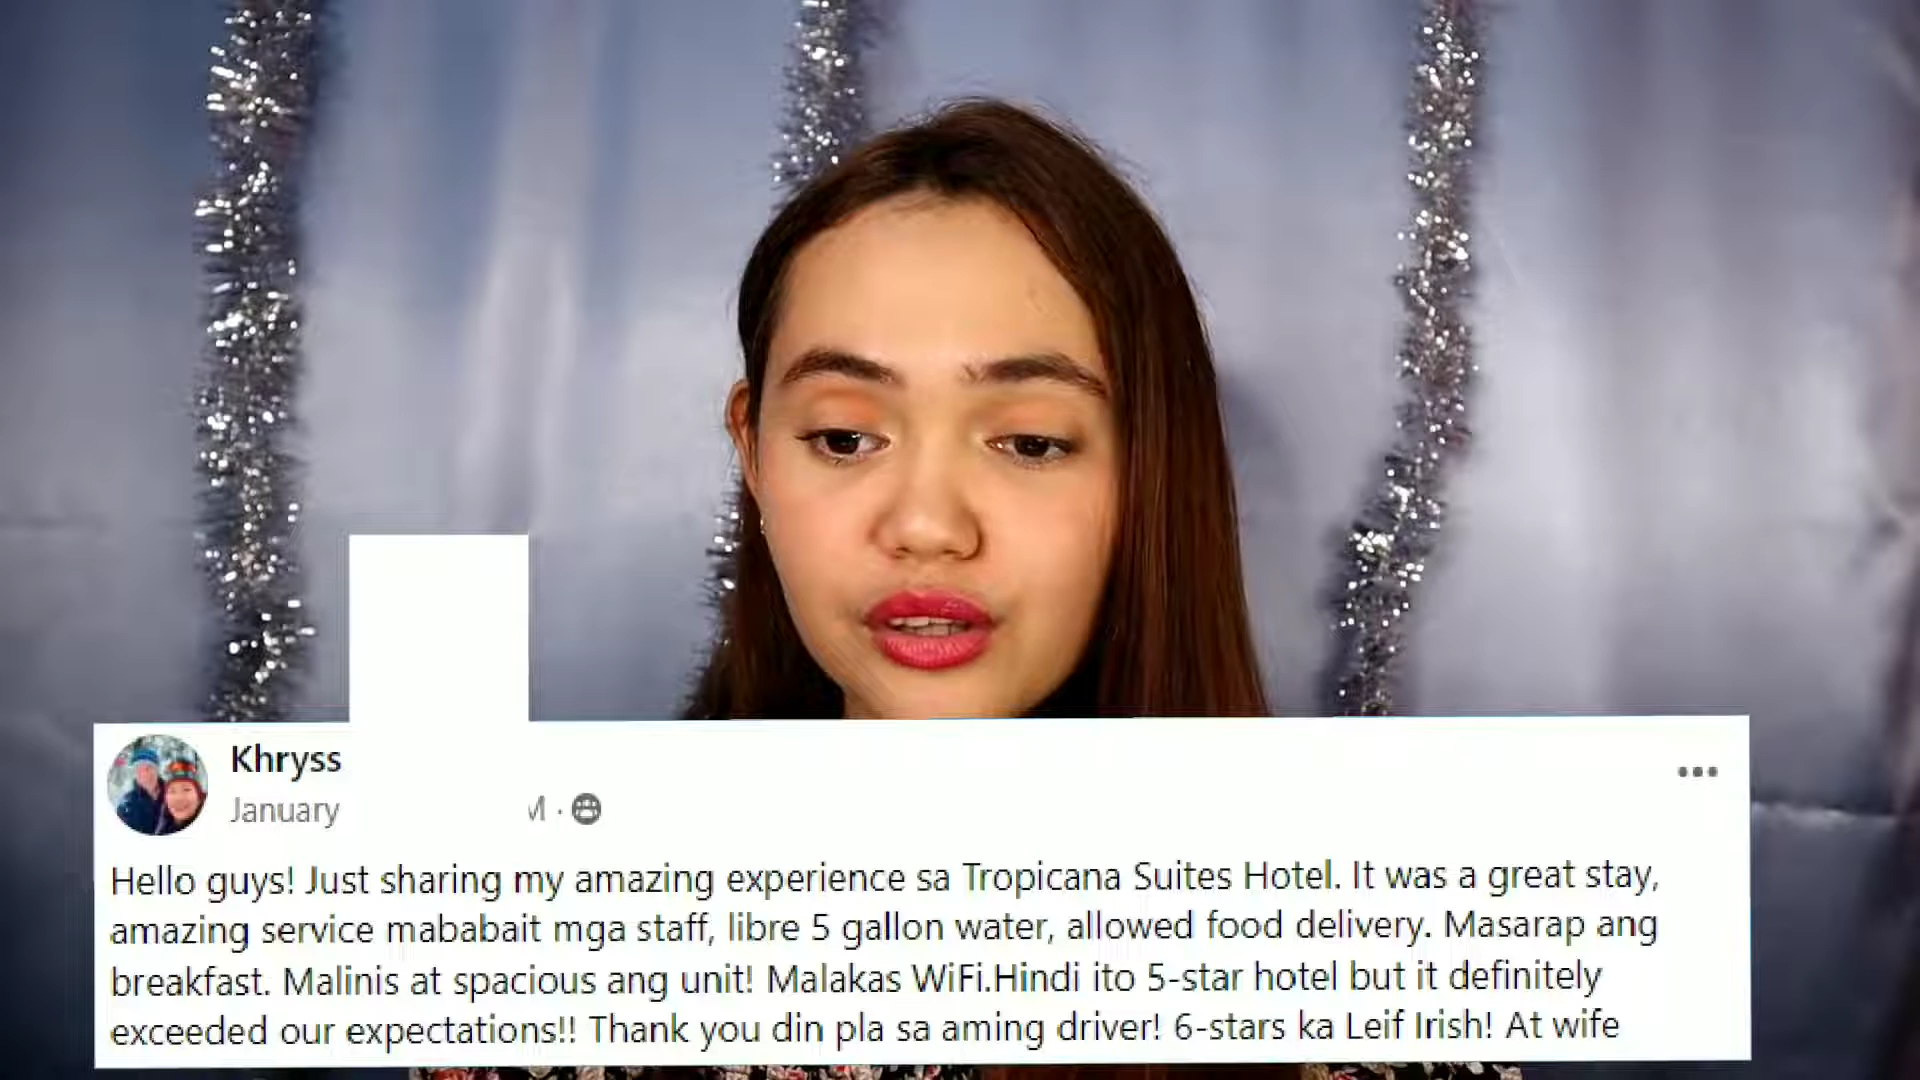 Khryss
January M ·
Hello guys! Just sharing my amazing experience sa Tropicana Suites Hotel. It was a great stay,
amazing service mababait mga staff, libre 5 gallon water, allowed food delivery. Masarap ang
breakfast. Malinis at spacious ang unit! Malakas WiFi.Hindi ito 5-star hotel but it definitely
exceeded our expectations!! Thank you din pla sa aming driver! 6-stars ka Leif Irish! At wife